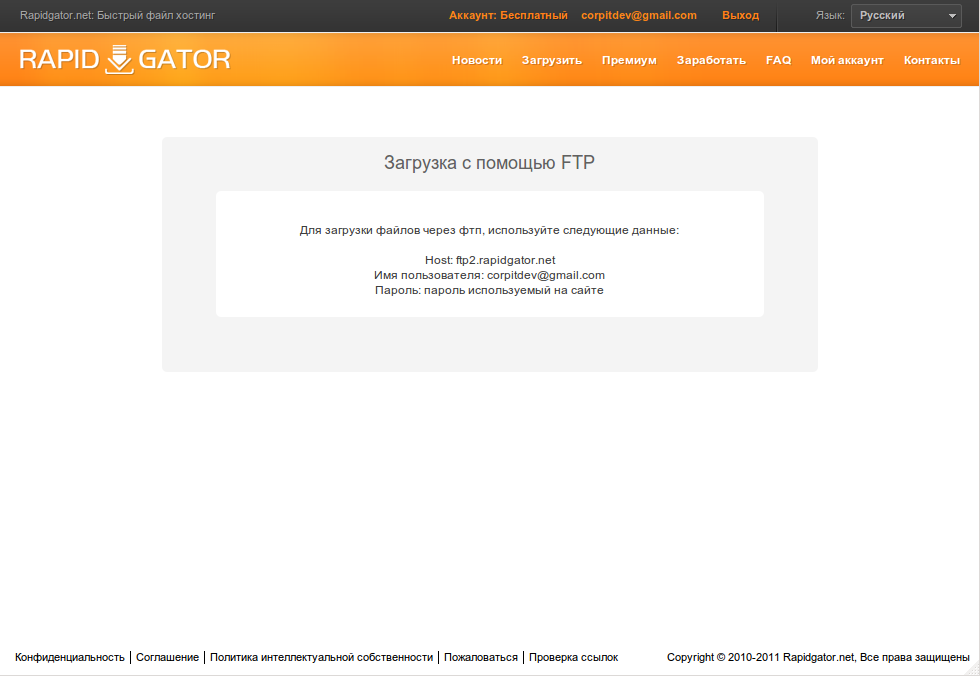 Rapidgator.net: Быстрый файл хостинг
Аккаунт: Бесплатный corpitdev@gmail.com Выход
Язык: Русский
RAPID GATOR
Новости Загрузить Премиум Заработать FAQ Мой аккаунт Контакты
Загрузка с помощью FTP
Для загрузки файлов через фтп, используйте следующие данные:
Host: ftp2.rapidgator.net
Имя пользователя: corpitdev@gmail.com
Пароль: пароль используемый на сайте
Конфиденциальность | Соглашение | Политика интеллектуальной собственности | Пожаловаться | Проверка ссылок
Copyright © 2010-2011 Rapidgator.net, Все права защищены